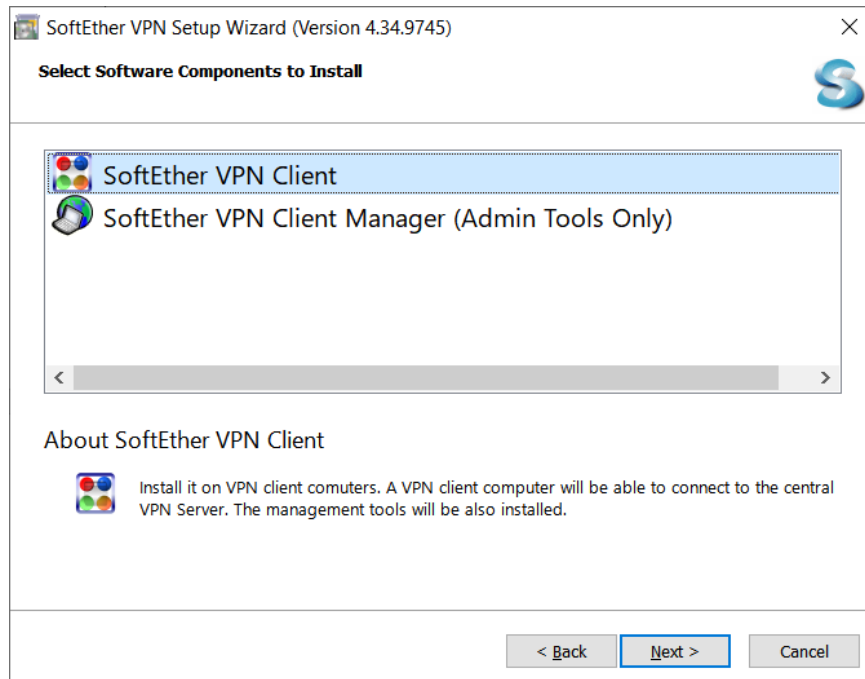 SoftEther VPN Setup Wizard (Version 4.34.9745)
Select Software Components to Install
SoftEther VPN Client
SoftEther VPN Client Manager (Admin Tools Only)
About SoftEther VPN Client
Install it on VPN client comuters. A VPN client computer will be able to connect to the central
VPN Server. The management tools will be also installed.
< Back
Next >
Cancel